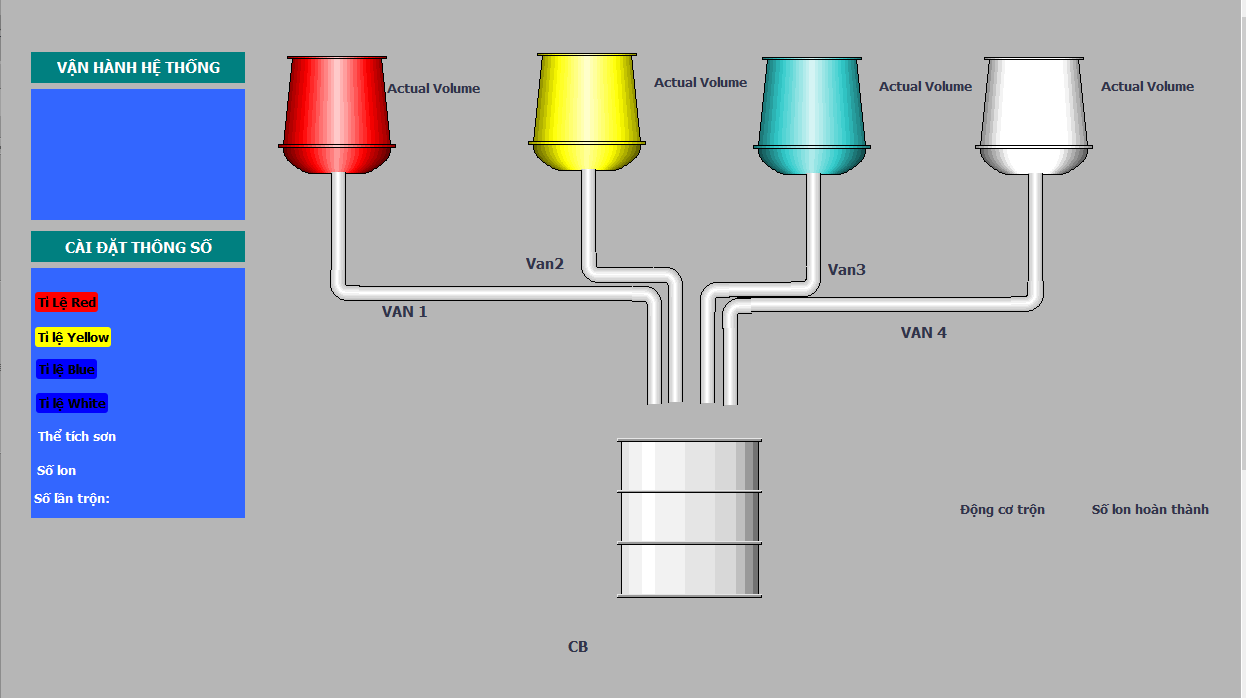 VẬN HÀNH HỆ THỐNG
Actual Volume
Actual Volume
Actual Volume
Actual Volume
CÀI ĐẶT THÔNG SỐ
Tỉ Lệ Red
Tỉ lệ Yellow
Tỉ lệ Blue
Tỉ lệ White
Thể tích sơn
Số lon
Số lần trộn:
VAN 1
Van2
Van3
VAN 4
Động cơ trộn
Số lon hoàn thành
CB